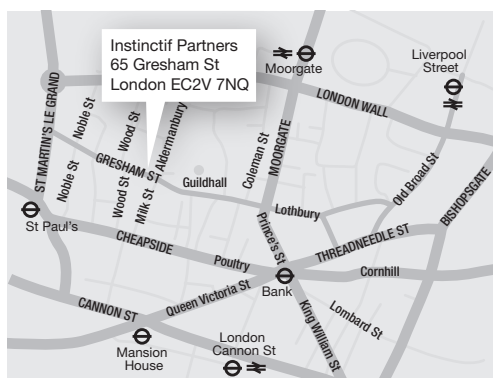 Instinctif Partners
65 Gresham St
London EC2V 7NQ
Moorgate
Liverpool
Street
LONDON WALL
ST MARTIN'S LE GRAND
Noble St
Wood St
Aldermanbury
Coleman St
MOORGATE
GRESHAM ST
Noble St
Wood St
Milk St
Guildhall
Old Broad St
BISHOPSGATE
St Paul's
Lothbury
Prince's St
THREADNEEDLE ST
CHEAPSIDE
Poultry
Bank
Cornhill
CANNON ST
Queen Victoria St
King William St
Lombard St
Mansion
House
London
Cannon St